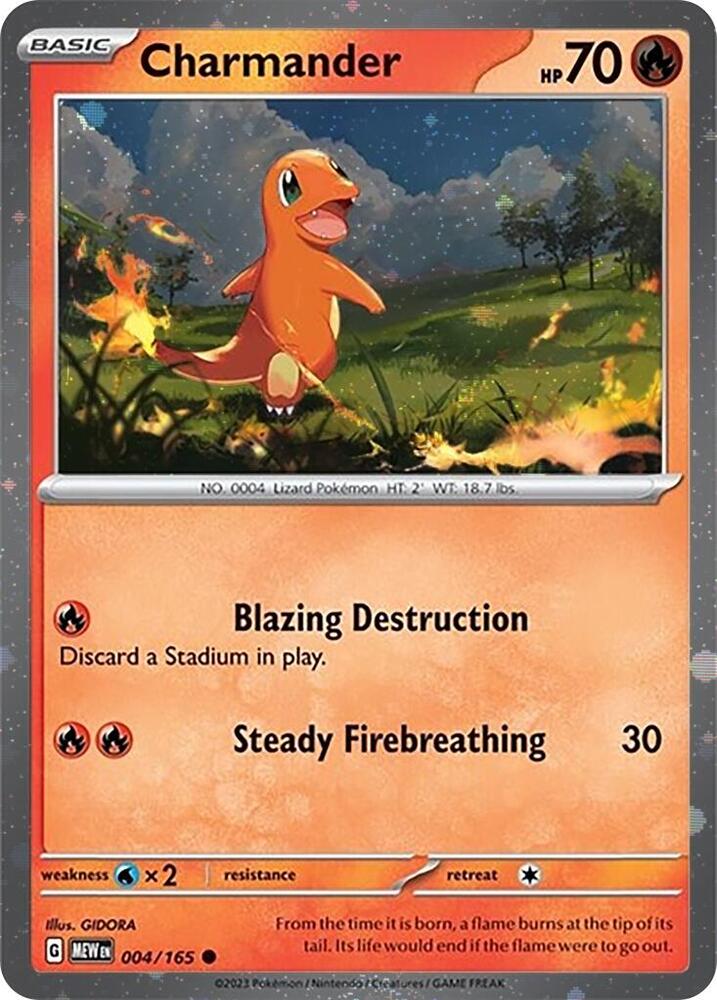 BASIC
Charmander
HP 70
NO. 0004 Lizard Pokémon HT: 2' WT: 18.7 lbs.
Blazing Destruction
Discard a Stadium in play.
Steady Firebreathing 30
weakness ×2 resistance retreat
Illus. GIDORA
From the time it is born, a flame burns at the tip of its
tail. Its life would end if the flame were to go out.
G MEW EN 004/165
©2023 Pokémon / Nintendo / Creatures / GAME FREAK